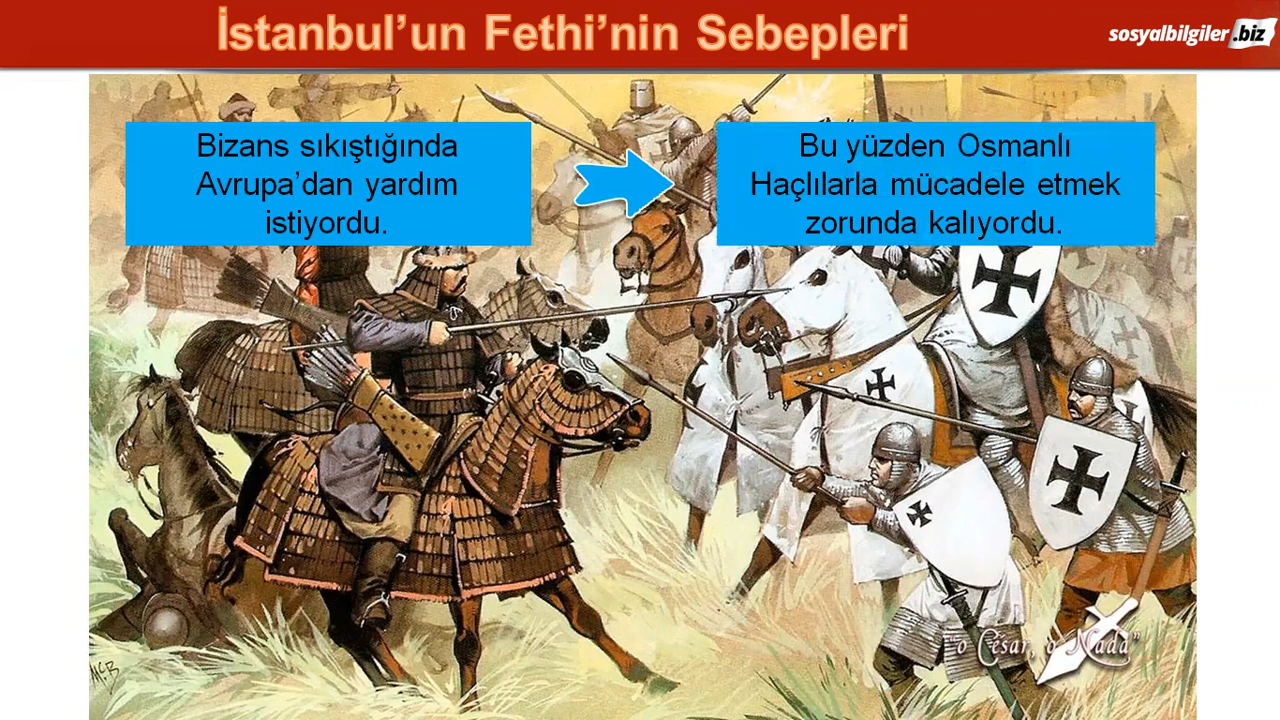 İstanbul’un Fethi’nin Sebepleri
sosyalbilgiler.biz
Bizans sıkıştığında
Avrupa’dan yardım
istiyordu.
Bu yüzden Osmanlı
Haçlılarla mücadele etmek
zorunda kalıyordu.
"o César, o Nada"
McB